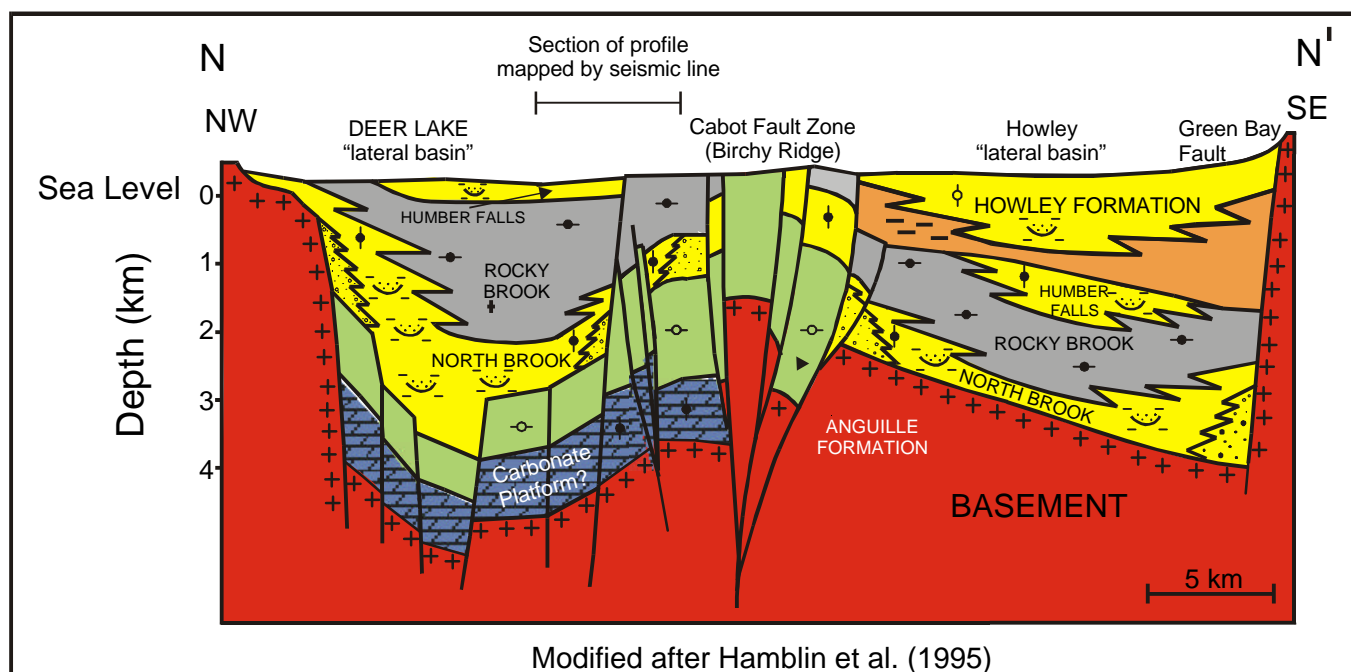 N
N'
Section of profile
mapped by seismic line
NW
SE
DEER LAKE
"lateral basin"
Cabot Fault Zone
(Birchy Ridge)
Howley
"lateral basin"
Green Bay
Fault
Sea Level
0
1
2
3
4
Depth (km)
HUMBER FALLS
HOWLEY FORMATION
ROCKY
BROOK
HUMBER
FALLS
ROCKY BROOK
NORTH BROOK
NORTH BROOK
ANGUILLE
FORMATION
Carbonate
Platform?
BASEMENT
5 km
Modified after Hamblin et al. (1995)